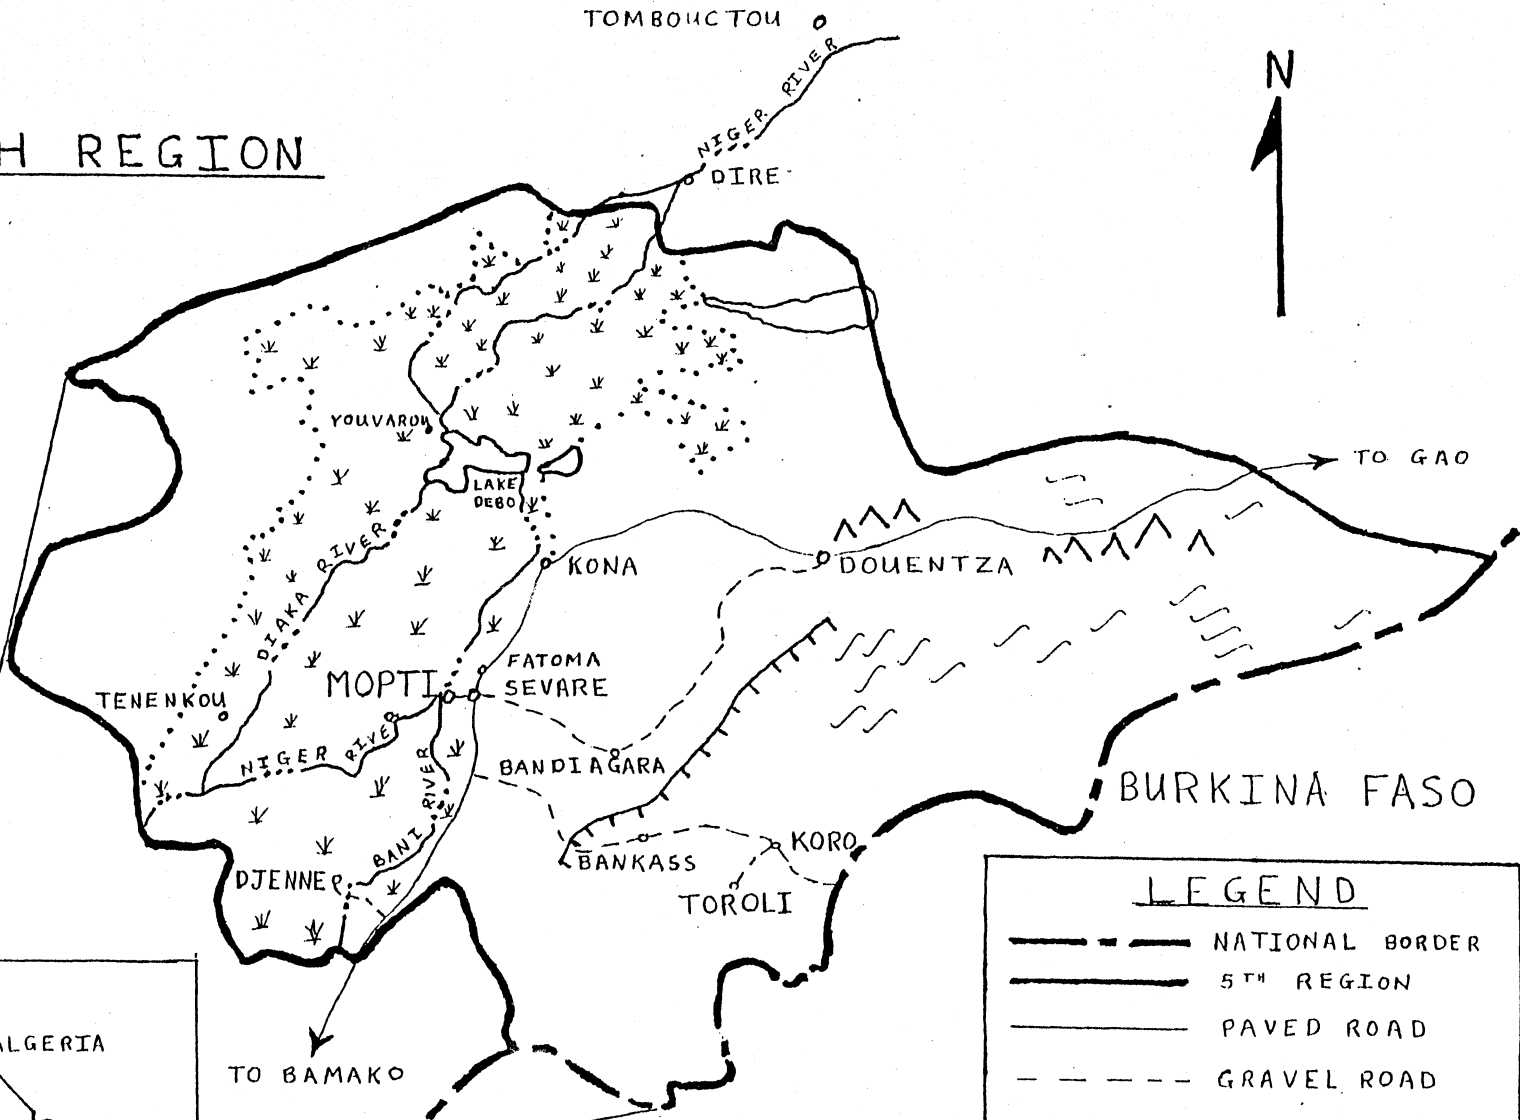 TOMBOUCTOU
NIGER RIVER
N
H REGION
DIRE
YOUVAROU
TO GAO
LAKE
DEBO
DIAKA RIVER
KONA
DOUENTZA
FATOMA
MOPTI
SEVARE
TENENKOU
NIGER RIVER
BANDIAGARA
BANI RIVER
BURKINA FASO
KORO
BANKASS
DJENNE
TOROLI
LEGEND
NATIONAL BORDER
5TH REGION
PAVED ROAD
GRAVEL ROAD
ALGERIA
TO BAMAKO